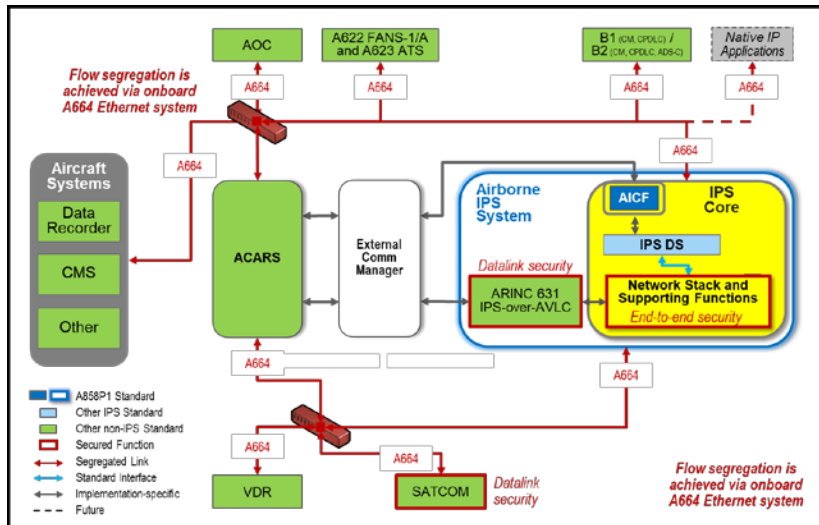 AOC
A622 FANS-1/A
and A623 ATS
B1 (CM, CPDLC) /
B2 (CM, CPDLC, ADS-C)
Native IP
Applications
Flow segregation is
achieved via onboard
A664 Ethernet system
A664
A664
A664
A664
A664
A664
Aircraft
Systems
Data
Recorder
CMS
Other
ACARS
External
Comm
Manager
Airborne
IPS
System
AICF
IPS
Core
IPS DS
Datalink security
ARINC 631
IPS-over-AVLC
Network Stack and
Supporting Functions
End-to-end security
A664
A664
A664
A664
VDR
SATCOM
Datalink
security
A858P1 Standard
Other IPS Standard
Other non-IPS Standard
Secured Function
Segregated Link
Standard Interface
Implementation-specific
Future
Flow segregation is
achieved via onboard
A664 Ethernet system